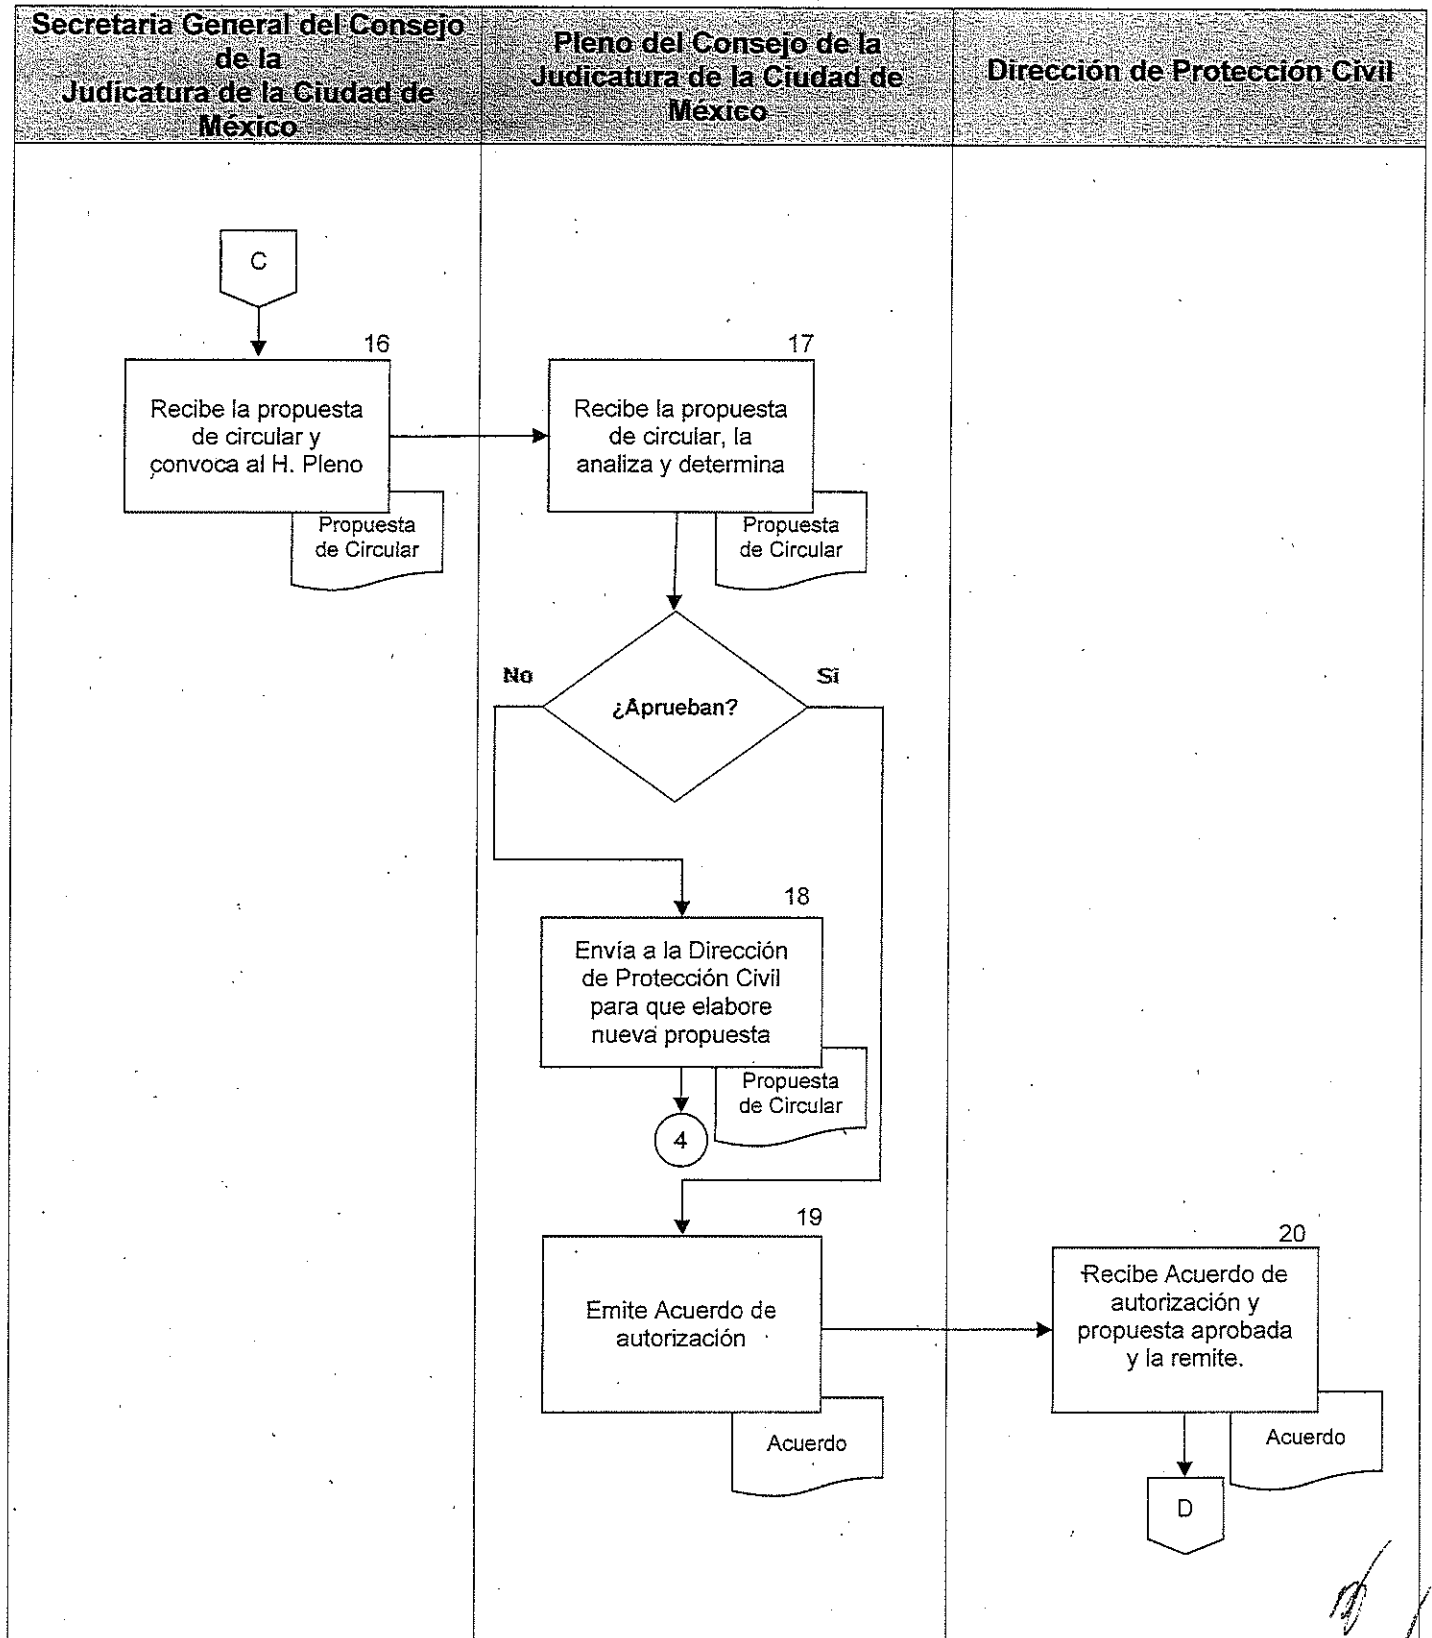 Secretaria General del Consejo
de la
Judicatura de la Ciudad de
México
Pleno del Consejo de la
Judicatura de la Ciudad de
México
Dirección de Protección Civil
C
16
Recibe la propuesta
de circular y
convoca al H. Pleno
Propuesta
de Circular
17
Recibe la propuesta
de circular, la
analiza y determina
Propuesta
de Circular
No
¿Aprueban?
Sí
18
Envía a la Dirección
de Protección Civil
para que elabore
nueva propuesta
Propuesta
de Circular
4
19
Emite Acuerdo de
autorización
Acuerdo
20
Recibe Acuerdo de
autorización y
propuesta aprobada
y la remite.
Acuerdo
D